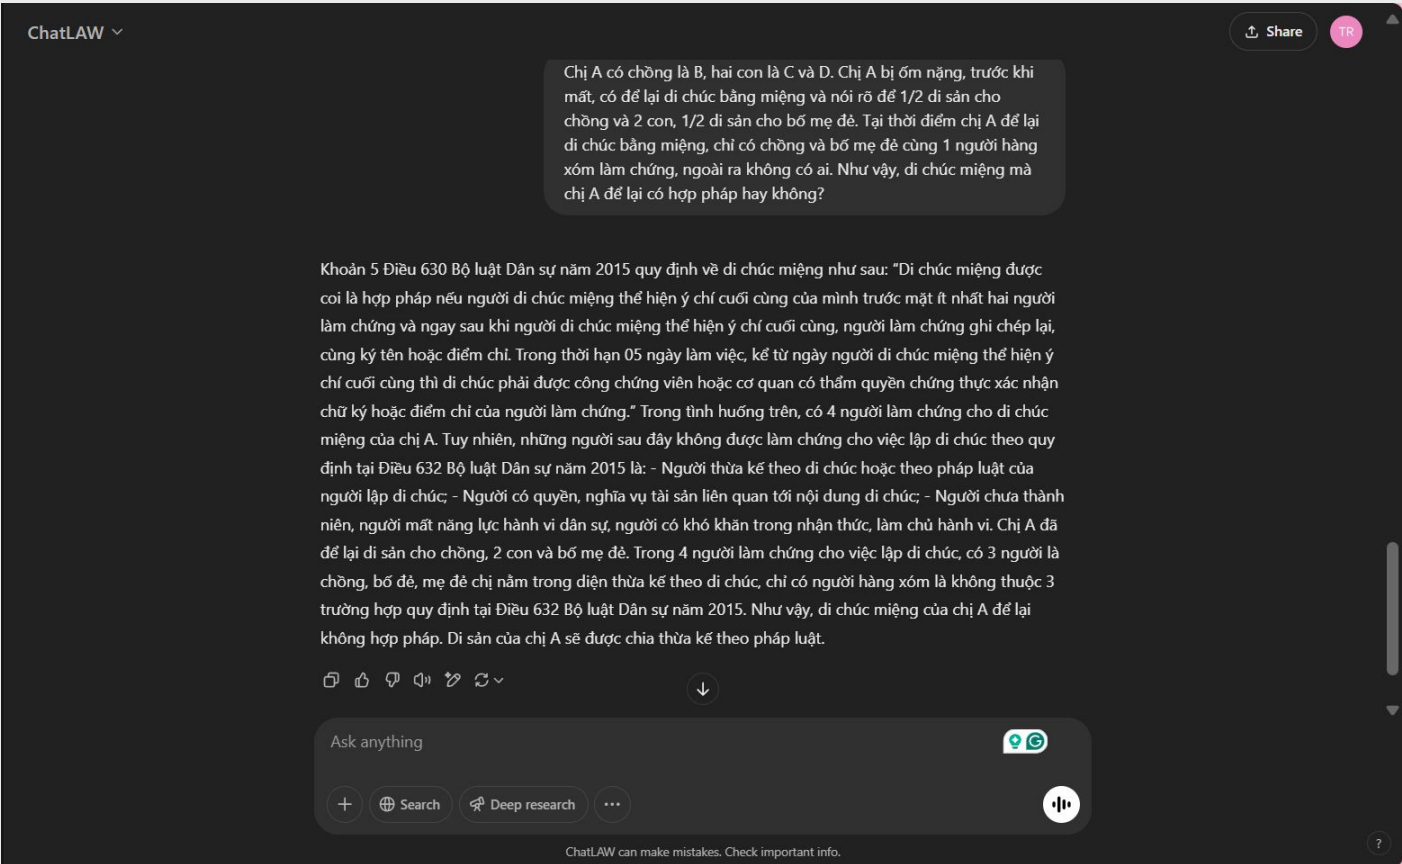 ChatLAW
Share
TR
Chị A có chồng là B, hai con là C và D. Chị A bị ốm nặng, trước khi
mất, có để lại di chúc bằng miệng và nói rõ để 1/2 di sản cho
chồng và 2 con, 1/2 di sản cho bố mẹ đẻ. Tại thời điểm chị A để lại
di chúc bằng miệng, chỉ có chồng và bố mẹ đẻ cùng 1 người hàng
xóm làm chứng, ngoài ra không có ai. Như vậy, di chúc miệng mà
chị A để lại có hợp pháp hay không?
Khoản 5 Điều 630 Bộ luật Dân sự năm 2015 quy định về di chúc miệng như sau: "Di chúc miệng được
coi là hợp pháp nếu người di chúc miệng thể hiện ý chí cuối cùng của mình trước mặt ít nhất hai người
làm chứng và ngay sau khi người di chúc miệng thể hiện ý chí cuối cùng, người làm chứng ghi chép lại,
cùng ký tên hoặc điểm chỉ. Trong thời hạn 05 ngày làm việc, kể từ ngày người di chúc miệng thể hiện ý
chí cuối cùng thì di chúc phải được công chứng viên hoặc cơ quan có thẩm quyền chứng thực xác nhận
chữ ký hoặc điểm chỉ của người làm chứng." Trong tình huống trên, có 4 người làm chứng cho di chúc
miệng của chị A. Tuy nhiên, những người sau đây không được làm chứng cho việc lập di chúc theo quy
định tại Điều 632 Bộ luật Dân sự năm 2015 là: - Người thừa kế theo di chúc hoặc theo pháp luật của
người lập di chúc; - Người có quyền, nghĩa vụ tài sản liên quan tới nội dung di chúc; - Người chưa thành
niên, người mất năng lực hành vi dân sự, người có khó khăn trong nhận thức, làm chủ hành vi. Chị A đã
để lại di sản cho chồng, 2 con và bố mẹ đẻ. Trong 4 người làm chứng cho việc lập di chúc, có 3 người là
chồng, bố đẻ, mẹ đẻ chị nằm trong diện thừa kế theo di chúc, chỉ có người hàng xóm là không thuộc 3
trường hợp quy định tại Điều 632 Bộ luật Dân sự năm 2015. Như vậy, di chúc miệng của chị A để lại
không hợp pháp. Di sản của chị A sẽ được chia thừa kế theo pháp luật.
Ask anything
Search
Deep research
ChatLAW can make mistakes. Check important info.
?